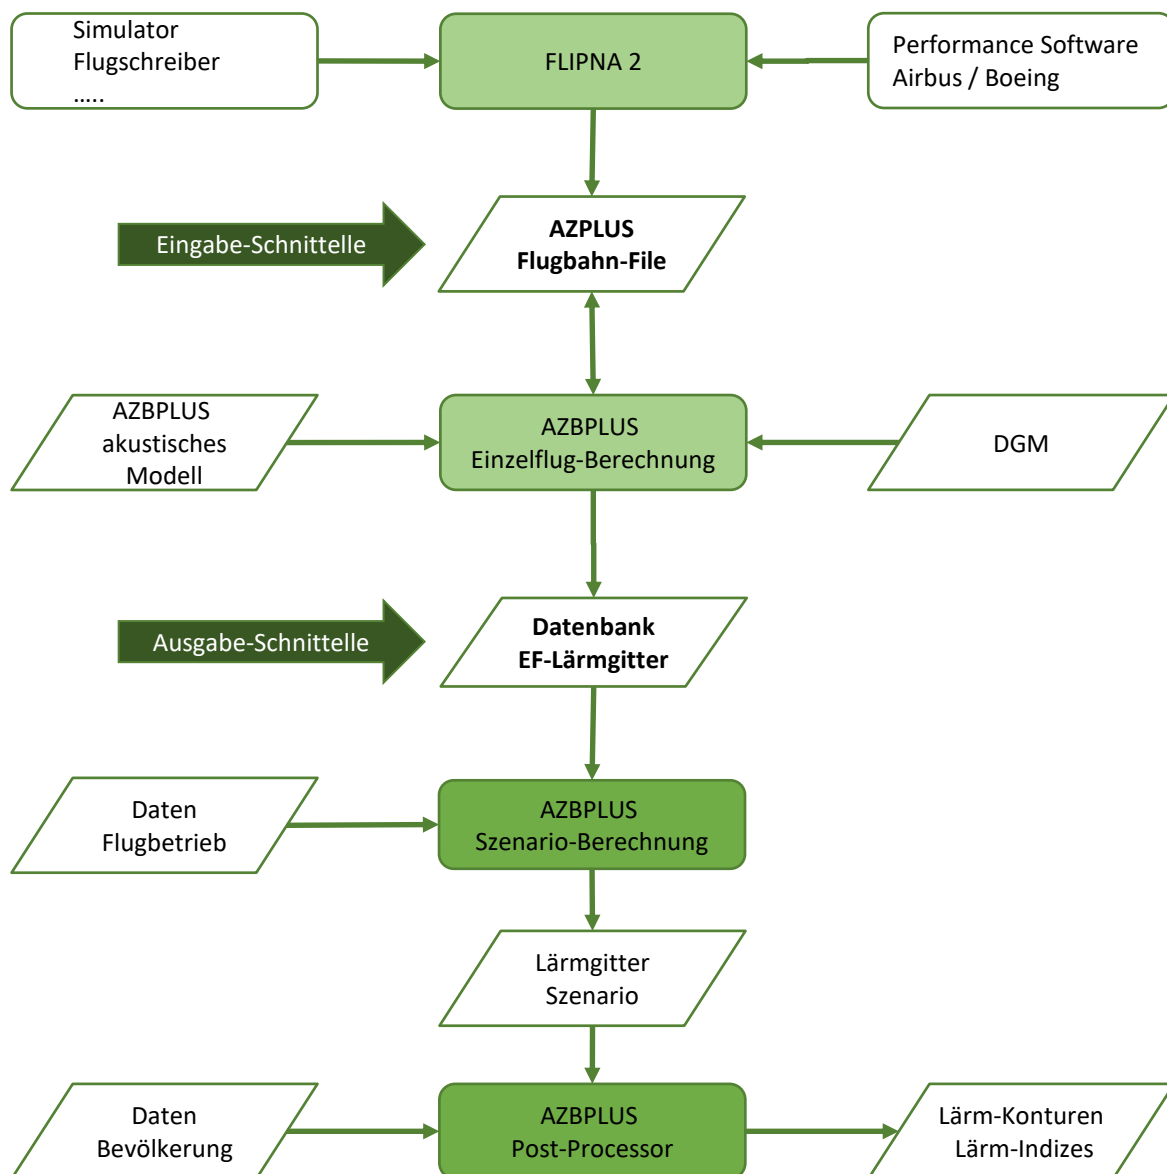 Simulator
Flugschreiber
…..
FLIPNA 2
Performance Software
Airbus / Boeing
Eingabe-Schnittelle
AZPLUS
Flugbahn-File
AZBPLUS
akustisches
Modell
AZBPLUS
Einzelflug-Berechnung
DGM
Ausgabe-Schnittelle
Datenbank
EF-Lärmgitter
Daten
Flugbetrieb
AZBPLUS
Szenario-Berechnung
Lärmgitter
Szenario
Daten
Bevölkerung
AZBPLUS
Post-Processor
Lärm-Konturen
Lärm-Indizes